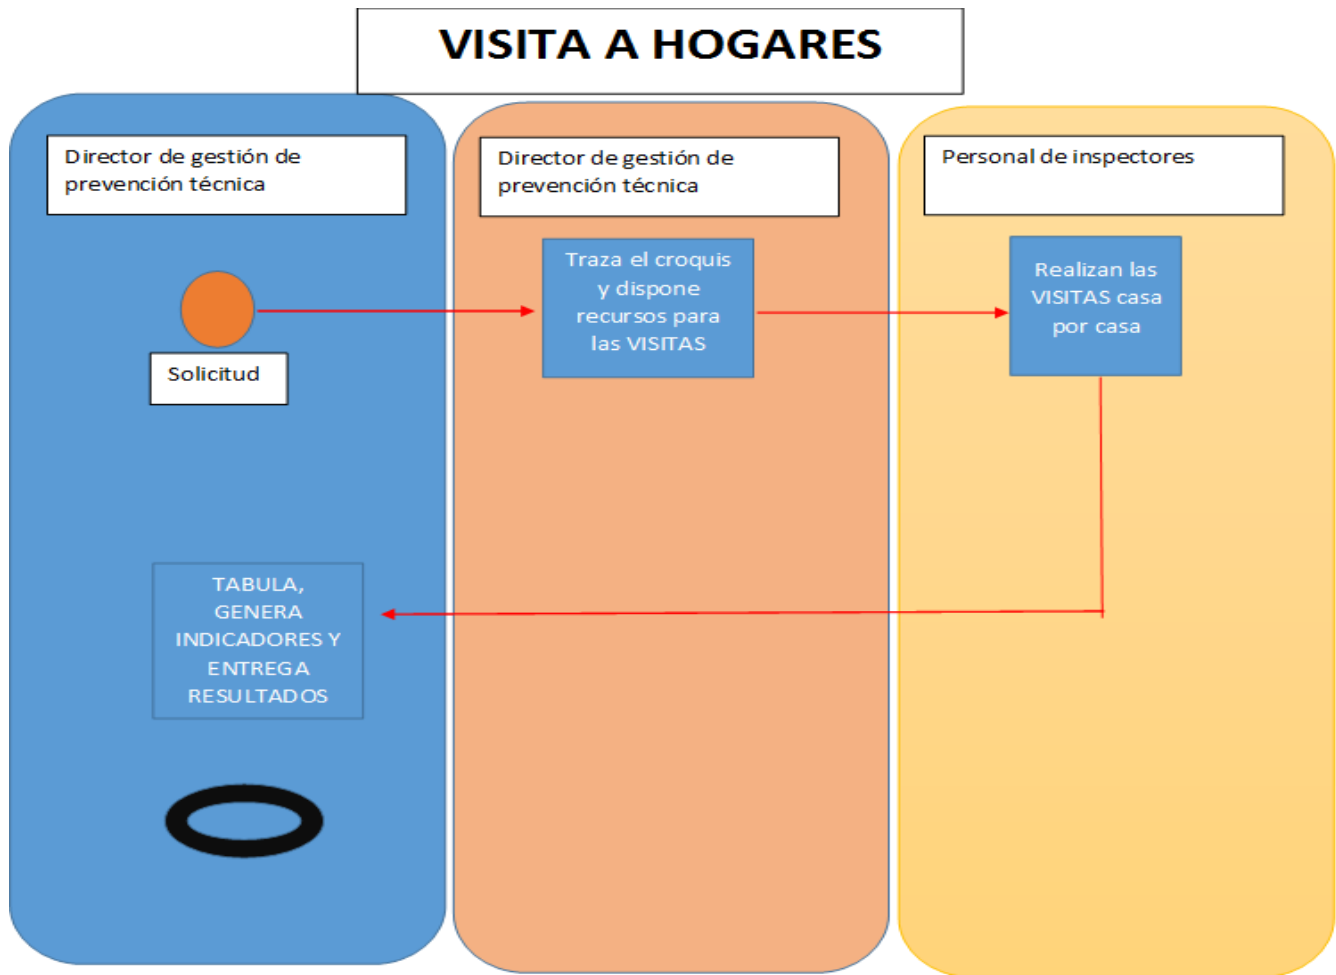 VISITA A HOGARES
Director de gestión de
prevención técnica
Director de gestión de
prevención técnica
Personal de inspectores
Solicitud
Traza el croquis
y dispone
recursos para
las VISITAS
Realizan las
VISITAS casa
por casa
TABULA,
GENERA
INDICADORES Y
ENTREGA
RESULTADOS